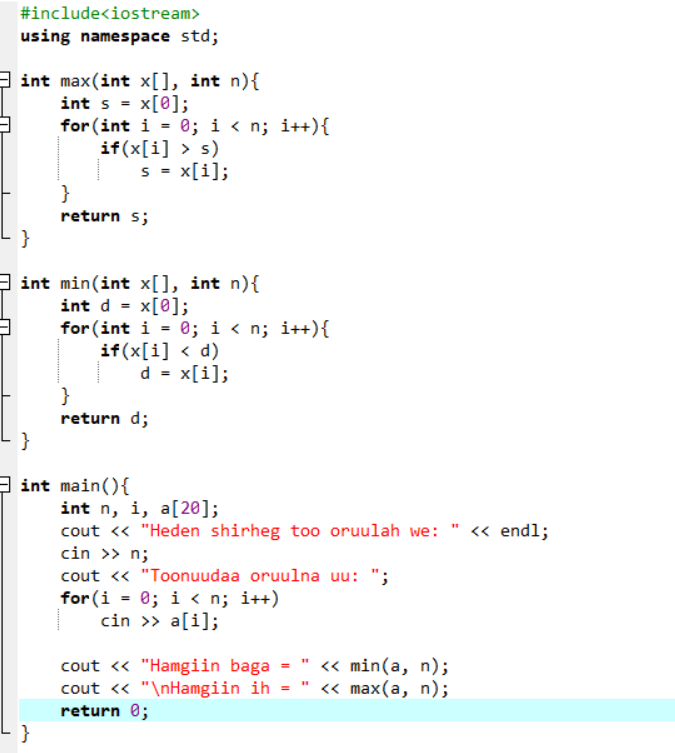 #include<iostream>
using namespace std;
int max(int x[], int n){
int s = x[0];
for(int i = 0; i < n; i++){
if(x[i] > s)
s = x[i];
}
return s;
}
int min(int x[], int n){
int d = x[0];
for(int i = 0; i < n; i++){
if(x[i] < d)
d = x[i];
}
return d;
}
int main(){
int n, i, a[20];
cout << "Heden shirheg too oruulah we: " << endl;
cin >> n;
cout << "Toonuudaa oruulna uu: ";
for(i = 0; i < n; i++)
cin >> a[i];
cout << "Hamgiin baga = " << min(a, n);
cout << "\nHamgiin ih = " << max(a, n);
return 0;
}